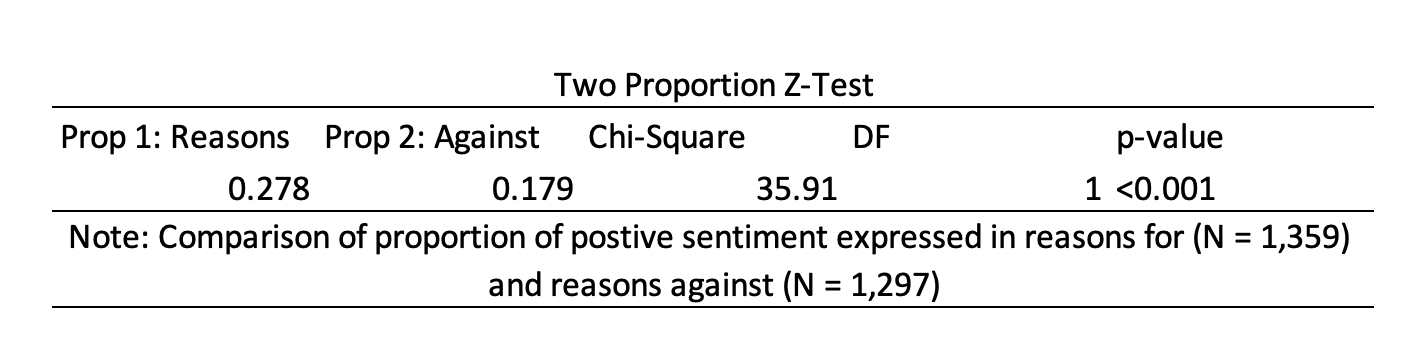 Two Proportion Z-Test
Prop 1: Reasons Prop 2: Against Chi-Square DF p-value
0.278 0.179 35.91 1 <0.001
Note: Comparison of proportion of postive sentiment expressed in reasons for (N = 1,359)
and reasons against (N = 1,297)